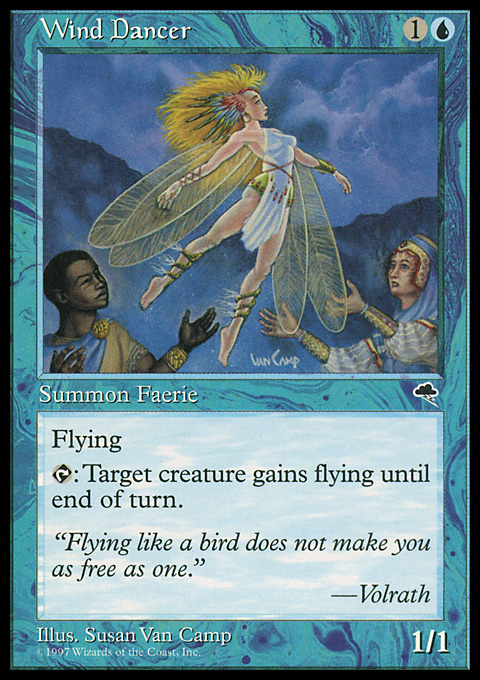 Wind Dancer 1
VAN CAMP
Summon Faerie
Flying
: Target creature gains flying until
end of turn.
“Flying like a bird does not make you
as free as one.”
—Volrath
Illus. Susan Van Camp
©1997 Wizards of the Coast, Inc.
1/1